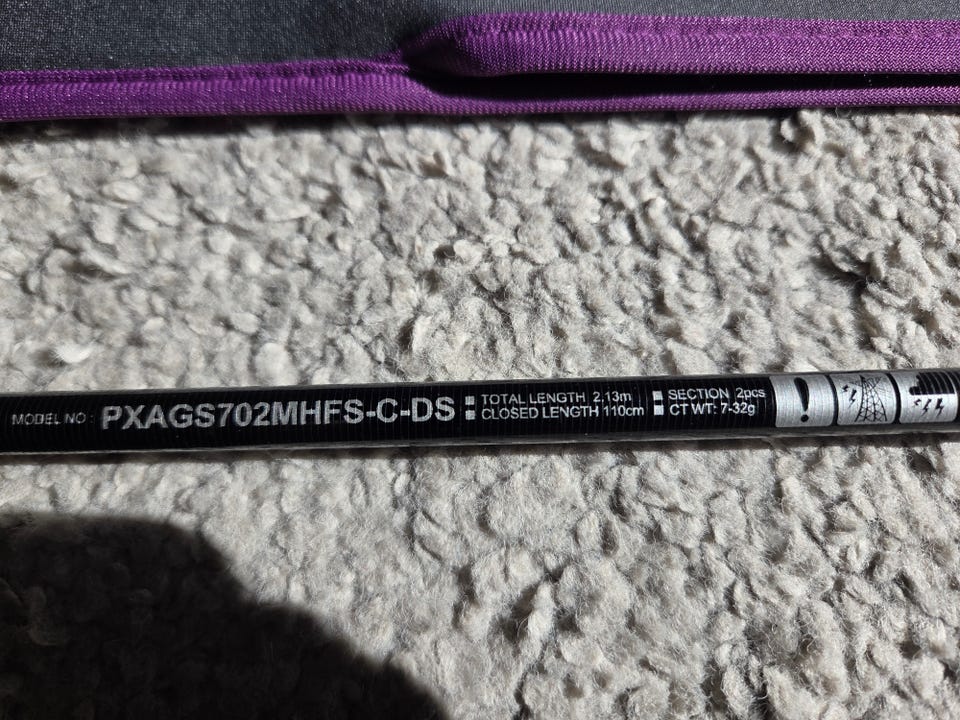 MODEL NO : PXAGS702MHFS-C-DS
TOTAL LENGTH 2,13m
CLOSED LENGTH 110cm
SECTION 2pcs
CT WT: 7-32g